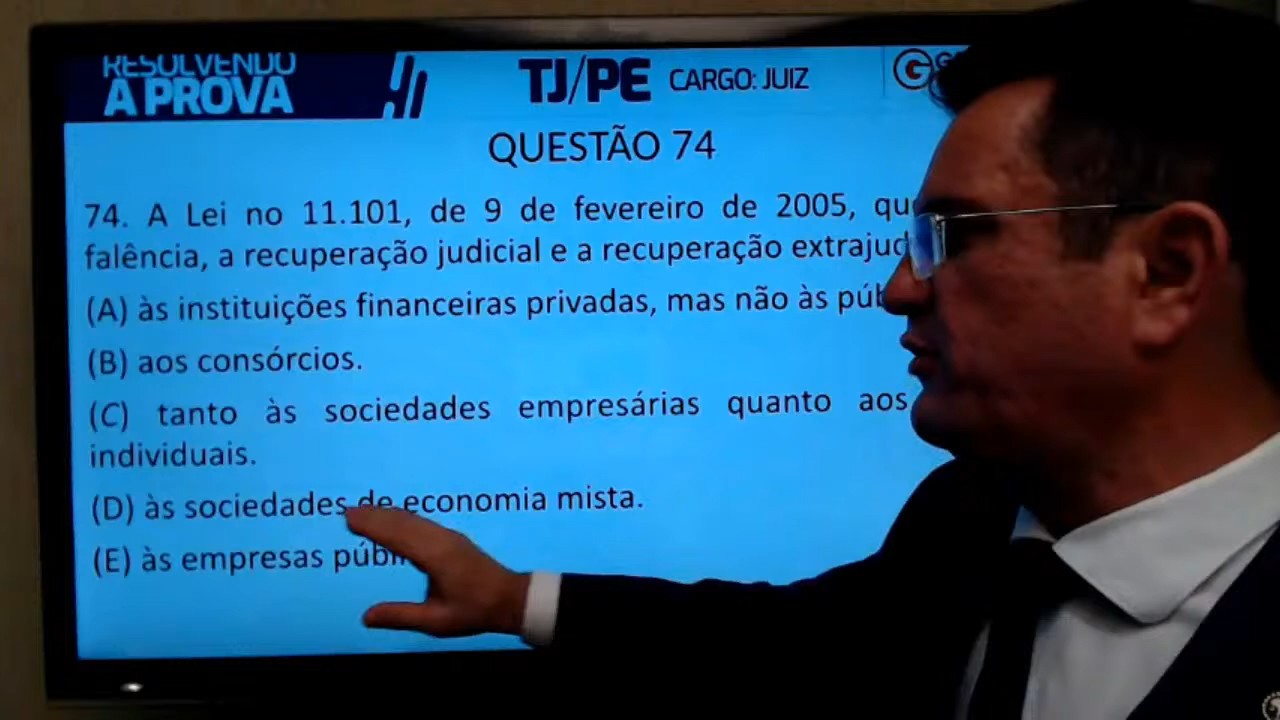 RESOLVENDO
A PROVA
TJ/PE CARGO: JUIZ
G
QUESTÃO 74
74. A Lei no 11.101, de 9 de fevereiro de 2005,
falência, a recuperação judicial e a recuperação
(A) às instituições financeiras privadas, mas não às
(B) aos consórcios.
(C) tanto às sociedades empresárias quanto aos
individuais.
(D) às sociedades de economia mista.
(E) às empresas